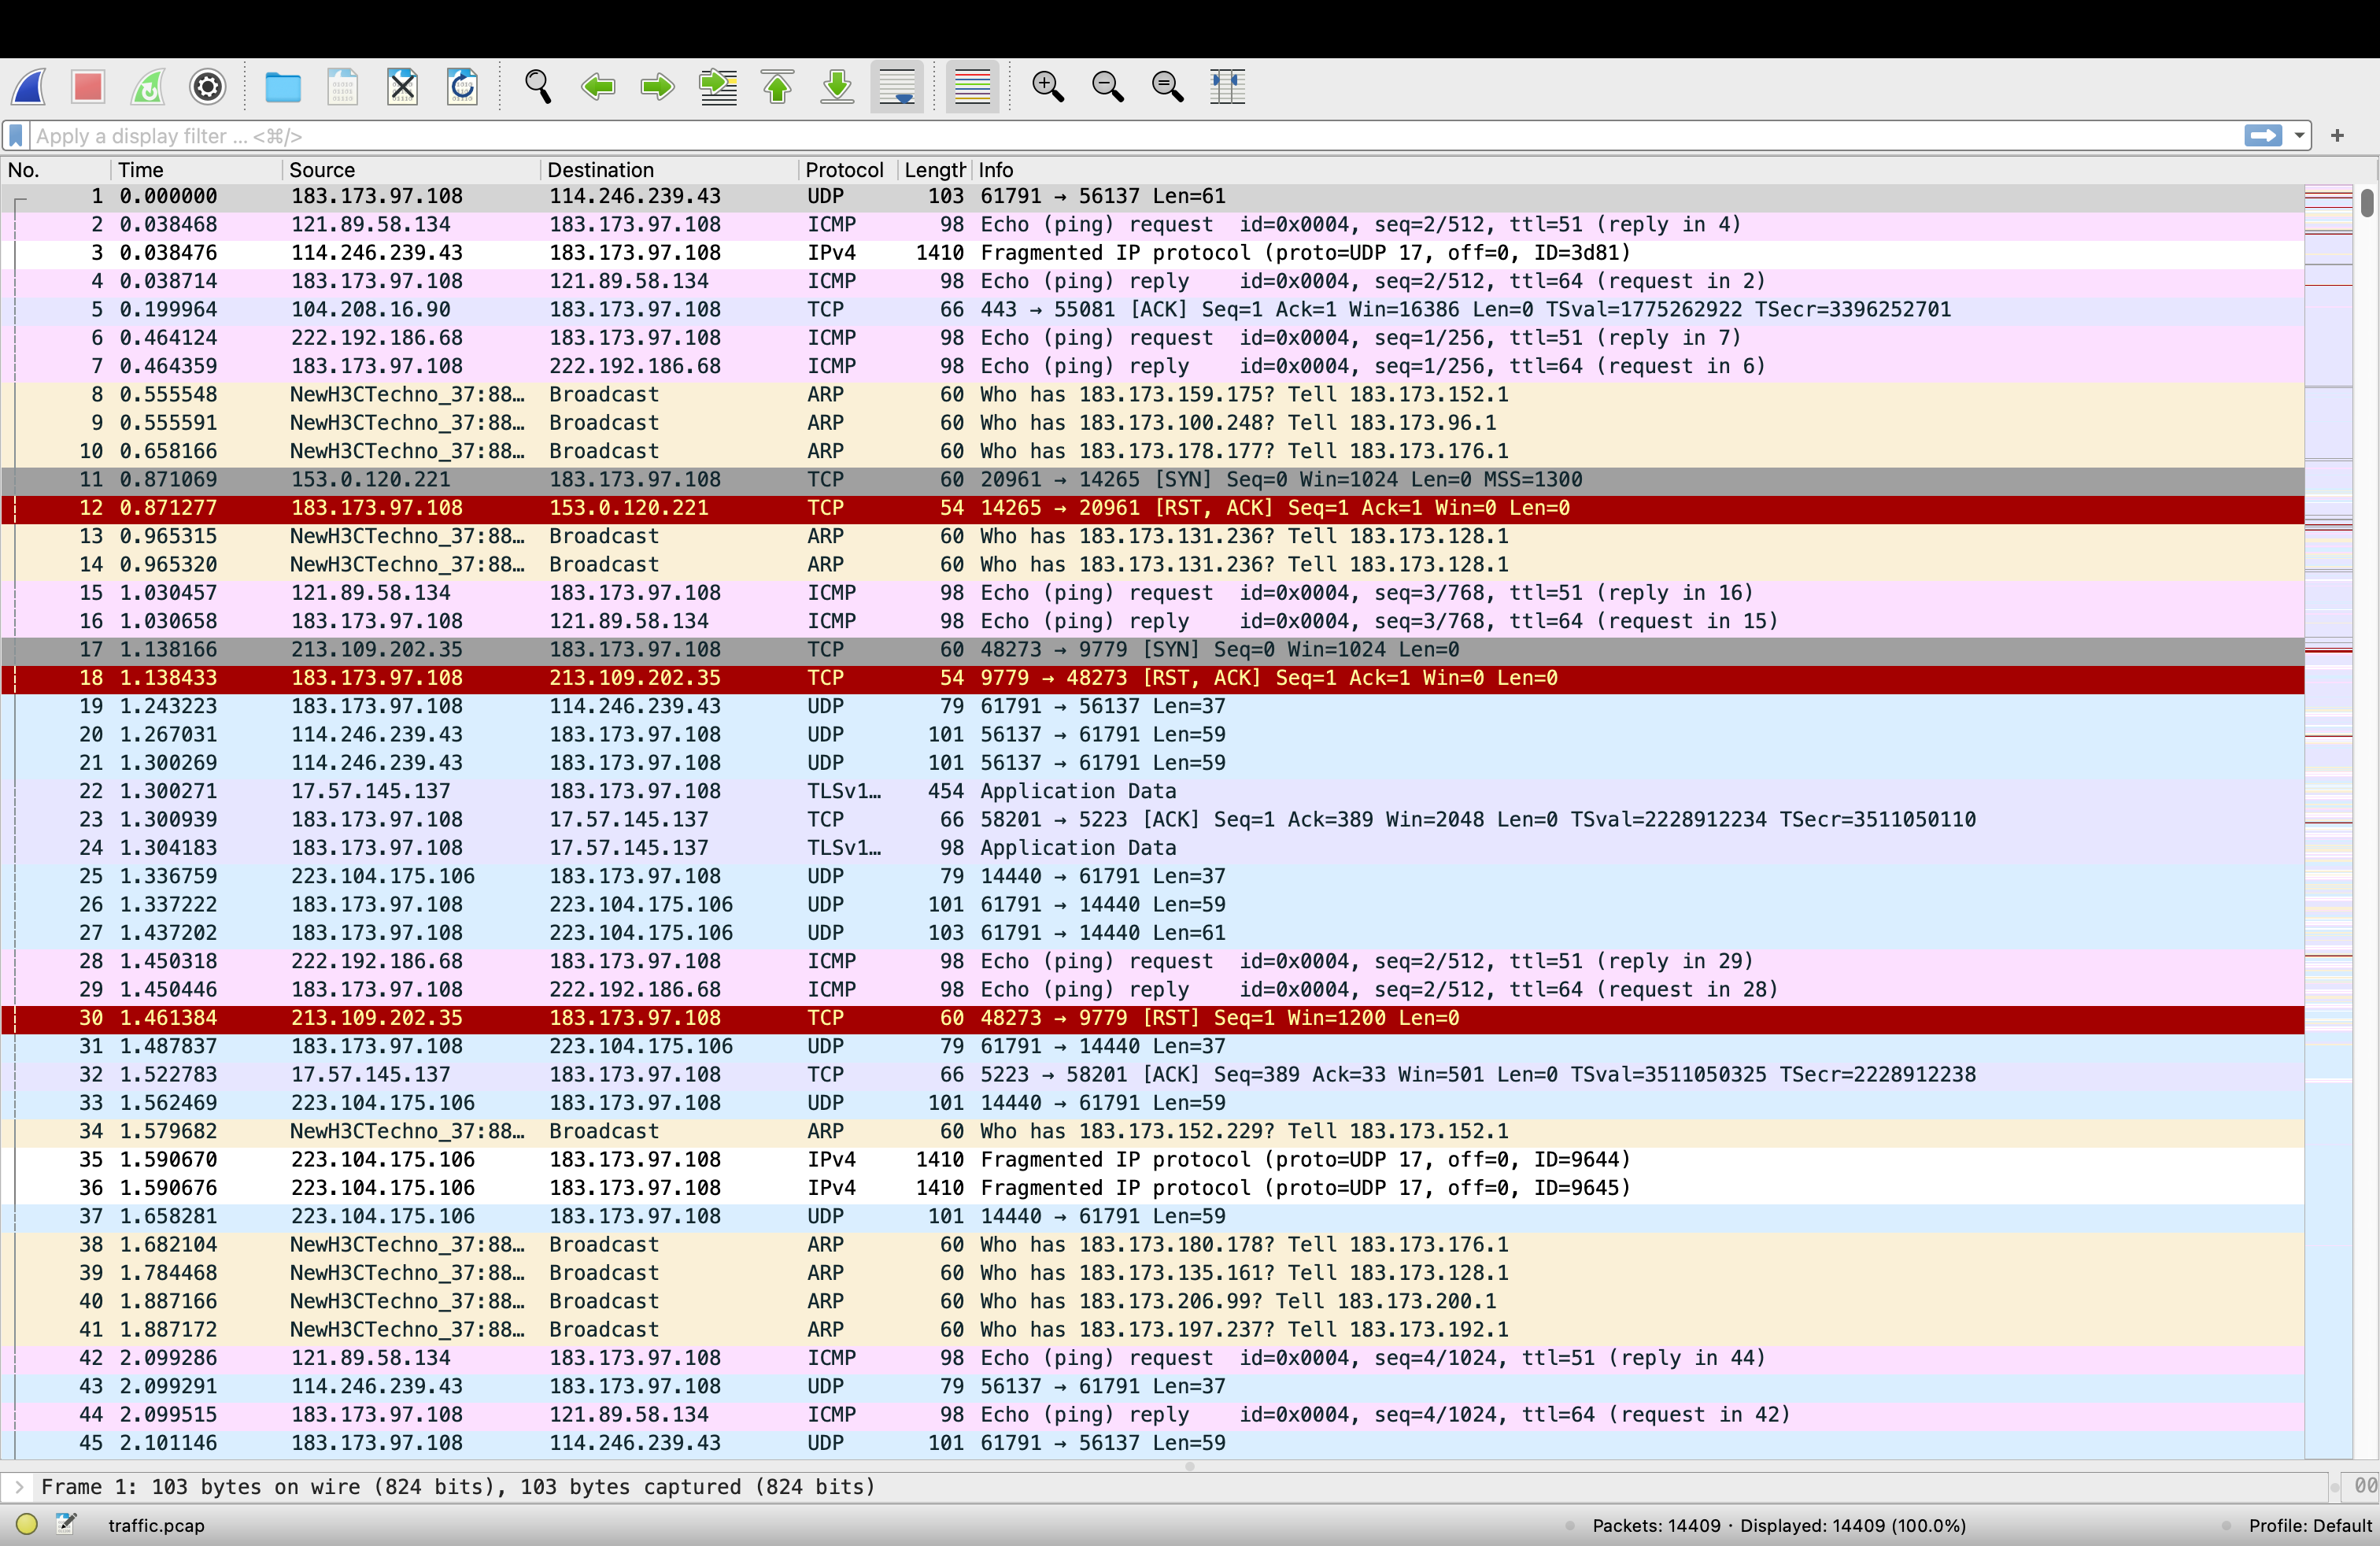 Apply a display filter ... <⌘/>
No. Time Source Destination Protocol Length Info
1 0.000000 183.173.97.108 114.246.239.43 UDP 103 61791 → 56137 Len=61
2 0.038468 121.89.58.134 183.173.97.108 ICMP 98 Echo (ping) request id=0x0004, seq=2/512, ttl=51 (reply in 4)
3 0.038476 114.246.239.43 183.173.97.108 IPv4 1410 Fragmented IP protocol (proto=UDP 17, off=0, ID=3d81)
4 0.038714 183.173.97.108 121.89.58.134 ICMP 98 Echo (ping) reply id=0x0004, seq=2/512, ttl=64 (request in 2)
5 0.199964 104.208.16.90 183.173.97.108 TCP 66 443 → 55081 [ACK] Seq=1 Ack=1 Win=16386 Len=0 TSval=1775262922 TSecr=3396252701
6 0.464124 222.192.186.68 183.173.97.108 ICMP 98 Echo (ping) request id=0x0004, seq=1/256, ttl=51 (reply in 7)
7 0.464359 183.173.97.108 222.192.186.68 ICMP 98 Echo (ping) reply id=0x0004, seq=1/256, ttl=64 (request in 6)
8 0.555548 NewH3CTechno_37:88… Broadcast ARP 60 Who has 183.173.159.175? Tell 183.173.152.1
9 0.555591 NewH3CTechno_37:88… Broadcast ARP 60 Who has 183.173.100.248? Tell 183.173.96.1
10 0.658166 NewH3CTechno_37:88… Broadcast ARP 60 Who has 183.173.178.177? Tell 183.173.176.1
11 0.871069 153.0.120.221 183.173.97.108 TCP 60 20961 → 14265 [SYN] Seq=0 Win=1024 Len=0 MSS=1300
12 0.871277 183.173.97.108 153.0.120.221 TCP 54 14265 → 20961 [RST, ACK] Seq=1 Ack=1 Win=0 Len=0
13 0.965315 NewH3CTechno_37:88… Broadcast ARP 60 Who has 183.173.131.236? Tell 183.173.128.1
14 0.965320 NewH3CTechno_37:88… Broadcast ARP 60 Who has 183.173.131.236? Tell 183.173.128.1
15 1.030457 121.89.58.134 183.173.97.108 ICMP 98 Echo (ping) request id=0x0004, seq=3/768, ttl=51 (reply in 16)
16 1.030658 183.173.97.108 121.89.58.134 ICMP 98 Echo (ping) reply id=0x0004, seq=3/768, ttl=64 (request in 15)
17 1.138166 213.109.202.35 183.173.97.108 TCP 60 48273 → 9779 [SYN] Seq=0 Win=1024 Len=0
18 1.138433 183.173.97.108 213.109.202.35 TCP 54 9779 → 48273 [RST, ACK] Seq=1 Ack=1 Win=0 Len=0
19 1.243223 183.173.97.108 114.246.239.43 UDP 79 61791 → 56137 Len=37
20 1.267031 114.246.239.43 183.173.97.108 UDP 101 56137 → 61791 Len=59
21 1.300269 114.246.239.43 183.173.97.108 UDP 101 56137 → 61791 Len=59
22 1.300271 17.57.145.137 183.173.97.108 TLSv1… 454 Application Data
23 1.300939 183.173.97.108 17.57.145.137 TCP 66 58201 → 5223 [ACK] Seq=1 Ack=389 Win=2048 Len=0 TSval=2228912234 TSecr=3511050110
24 1.304183 183.173.97.108 17.57.145.137 TLSv1… 98 Application Data
25 1.336759 223.104.175.106 183.173.97.108 UDP 79 14440 → 61791 Len=37
26 1.337222 183.173.97.108 223.104.175.106 UDP 101 61791 → 14440 Len=59
27 1.437202 183.173.97.108 223.104.175.106 UDP 103 61791 → 14440 Len=61
28 1.450318 222.192.186.68 183.173.97.108 ICMP 98 Echo (ping) request id=0x0004, seq=2/512, ttl=51 (reply in 29)
29 1.450446 183.173.97.108 222.192.186.68 ICMP 98 Echo (ping) reply id=0x0004, seq=2/512, ttl=64 (request in 28)
30 1.461384 213.109.202.35 183.173.97.108 TCP 60 48273 → 9779 [RST] Seq=1 Win=1200 Len=0
31 1.487837 183.173.97.108 223.104.175.106 UDP 79 61791 → 14440 Len=37
32 1.522783 17.57.145.137 183.173.97.108 TCP 66 5223 → 58201 [ACK] Seq=389 Ack=33 Win=501 Len=0 TSval=3511050325 TSecr=2228912238
33 1.562469 223.104.175.106 183.173.97.108 UDP 101 14440 → 61791 Len=59
34 1.579682 NewH3CTechno_37:88… Broadcast ARP 60 Who has 183.173.152.229? Tell 183.173.152.1
35 1.590670 223.104.175.106 183.173.97.108 IPv4 1410 Fragmented IP protocol (proto=UDP 17, off=0, ID=9644)
36 1.590676 223.104.175.106 183.173.97.108 IPv4 1410 Fragmented IP protocol (proto=UDP 17, off=0, ID=9645)
37 1.658281 223.104.175.106 183.173.97.108 UDP 101 14440 → 61791 Len=59
38 1.682104 NewH3CTechno_37:88… Broadcast ARP 60 Who has 183.173.180.178? Tell 183.173.176.1
39 1.784468 NewH3CTechno_37:88… Broadcast ARP 60 Who has 183.173.135.161? Tell 183.173.128.1
40 1.887166 NewH3CTechno_37:88… Broadcast ARP 60 Who has 183.173.206.99? Tell 183.173.200.1
41 1.887172 NewH3CTechno_37:88… Broadcast ARP 60 Who has 183.173.197.237? Tell 183.173.192.1
42 2.099286 121.89.58.134 183.173.97.108 ICMP 98 Echo (ping) request id=0x0004, seq=4/1024, ttl=51 (reply in 44)
43 2.099291 114.246.239.43 183.173.97.108 UDP 79 56137 → 61791 Len=37
44 2.099515 183.173.97.108 121.89.58.134 ICMP 98 Echo (ping) reply id=0x0004, seq=4/1024, ttl=64 (request in 42)
45 2.101146 183.173.97.108 114.246.239.43 UDP 101 61791 → 56137 Len=59
Frame 1: 103 bytes on wire (824 bits), 103 bytes captured (824 bits) 00
traffic.pcap Packets: 14409 · Displayed: 14409 (100.0%) Profile: Default